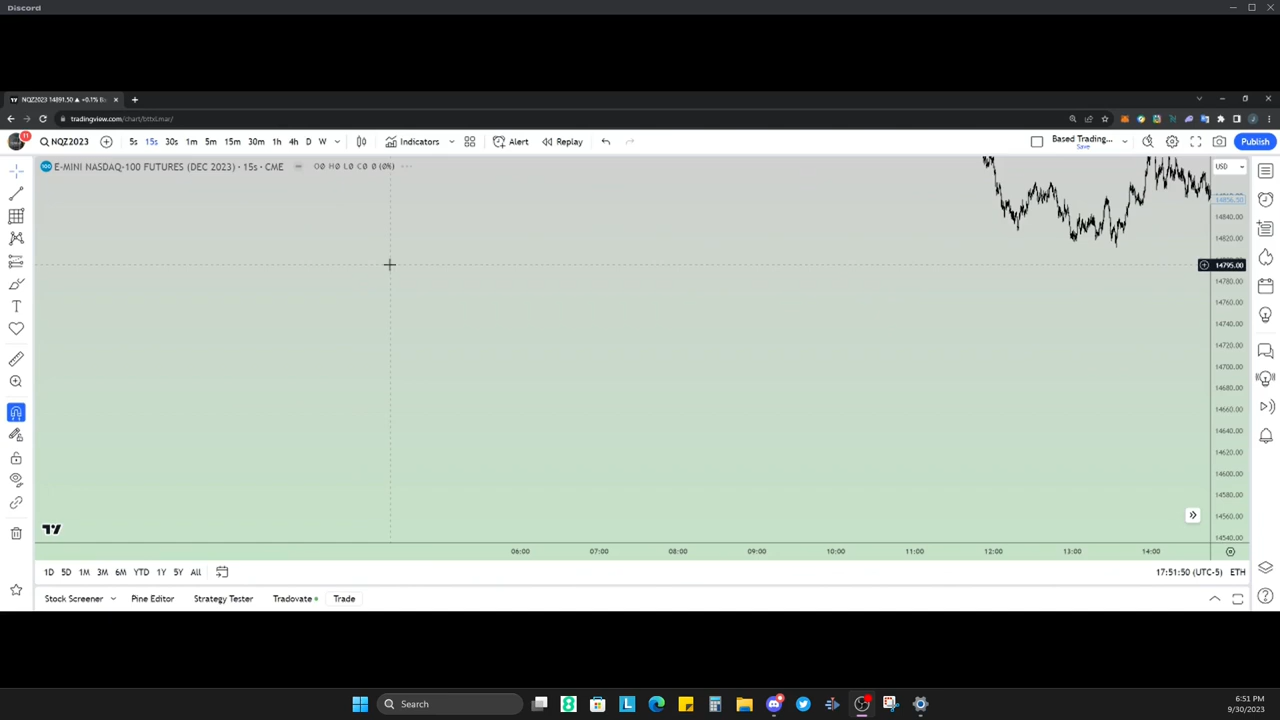 Discord
NQZ2023 14891.50 ▲ +0.1% Ba
tradingview.com/chart/bttxLmar/
11
NQZ2023
5s 15s 30s 1m 5m 15m 30m 1h 4h D W
Indicators
Alert
Replay
Based Trading...
Save
Publish
100 E-MINI NASDAQ-100 FUTURES (DEC 2023) · 15s · CME
O0 H0 L0 C0 0 (0%)
USD
14856.50
14840.00
14820.00
14795.00
14780.00
14760.00
14740.00
14720.00
14700.00
14680.00
14660.00
14640.00
14620.00
14600.00
14580.00
14560.00
14540.00
06:00 07:00 08:00 09:00 10:00 11:00 12:00 13:00 14:00
1D 5D 1M 3M 6M YTD 1Y 5Y All
17:51:50 (UTC-5) ETH
Stock Screener Pine Editor Strategy Tester Tradovate Trade
Search
6:51 PM
9/30/2023